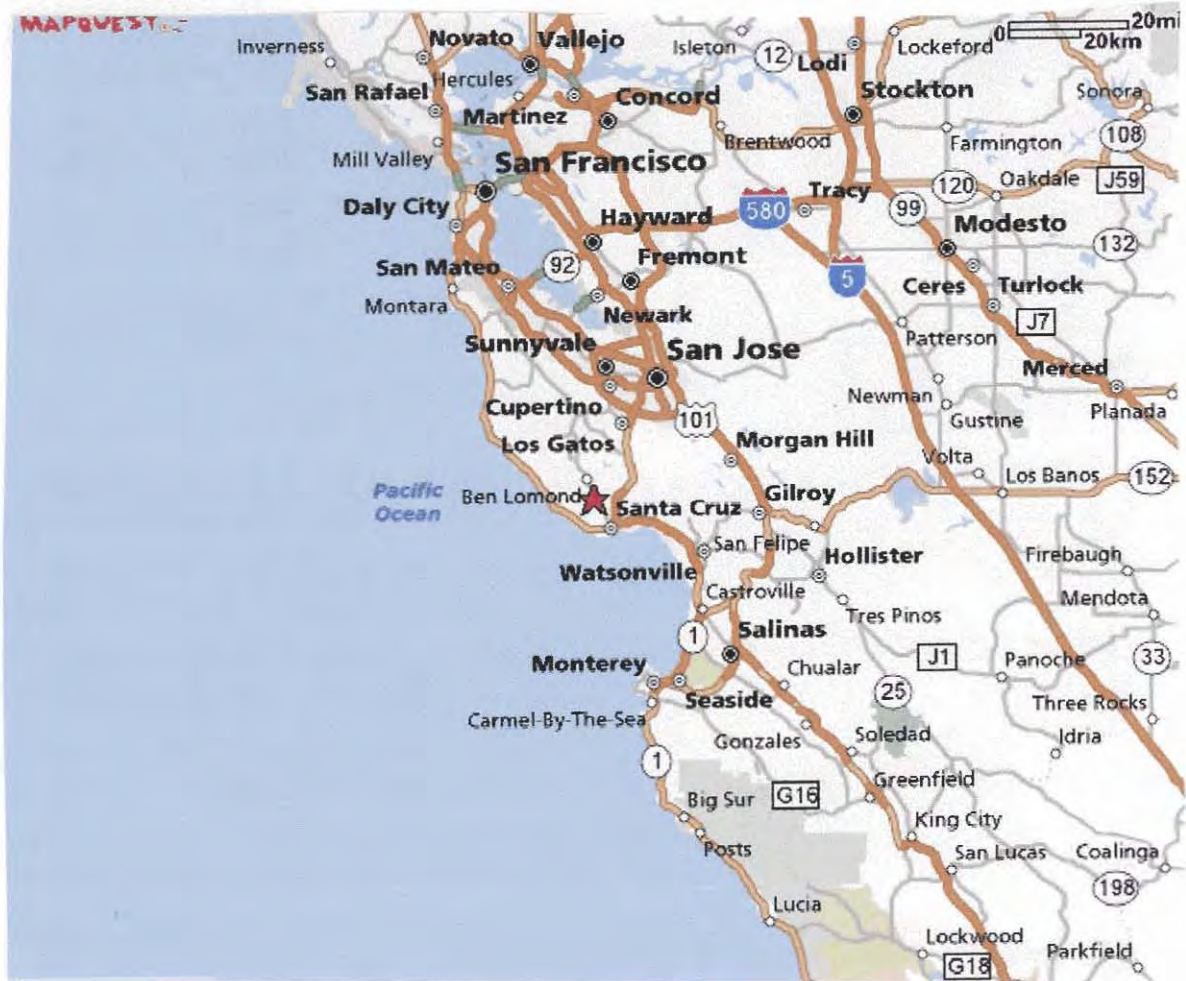 MAPQUEST
20mi
0
20km
Inverness
Novato
Vallejo
Isleton
12
Lodi
Lockeford
Hercules
San Rafael
Concord
Stockton
Sonora
Martinez
Brentwood
Farmington
108
Mill Valley
San Francisco
120
Oakdale
J59
Daly City
Hayward
580
Tracy
99
Modesto
132
San Mateo
92
Fremont
5
Ceres
Turlock
Montara
Newark
J7
Patterson
Sunnyvale
San Jose
Merced
Newman
Planada
Cupertino
101
Gustine
Los Gatos
Morgan Hill
Volta
Los Banos
152
Pacific
Ocean
Ben Lomond
Santa Cruz
Gilroy
San Felipe
Hollister
Firebaugh
Watsonville
Castroville
Tres Pinos
Mendota
1
Salinas
J1
Panoche
33
Monterey
Chualar
25
Seaside
Three Rocks
Carmel-By-The-Sea
Gonzales
Soledad
Idria
1
Greenfield
Big Sur
G16
King City
Posts
San Lucas
Coalinga
198
Lucia
Lockwood
Parkfield
G18